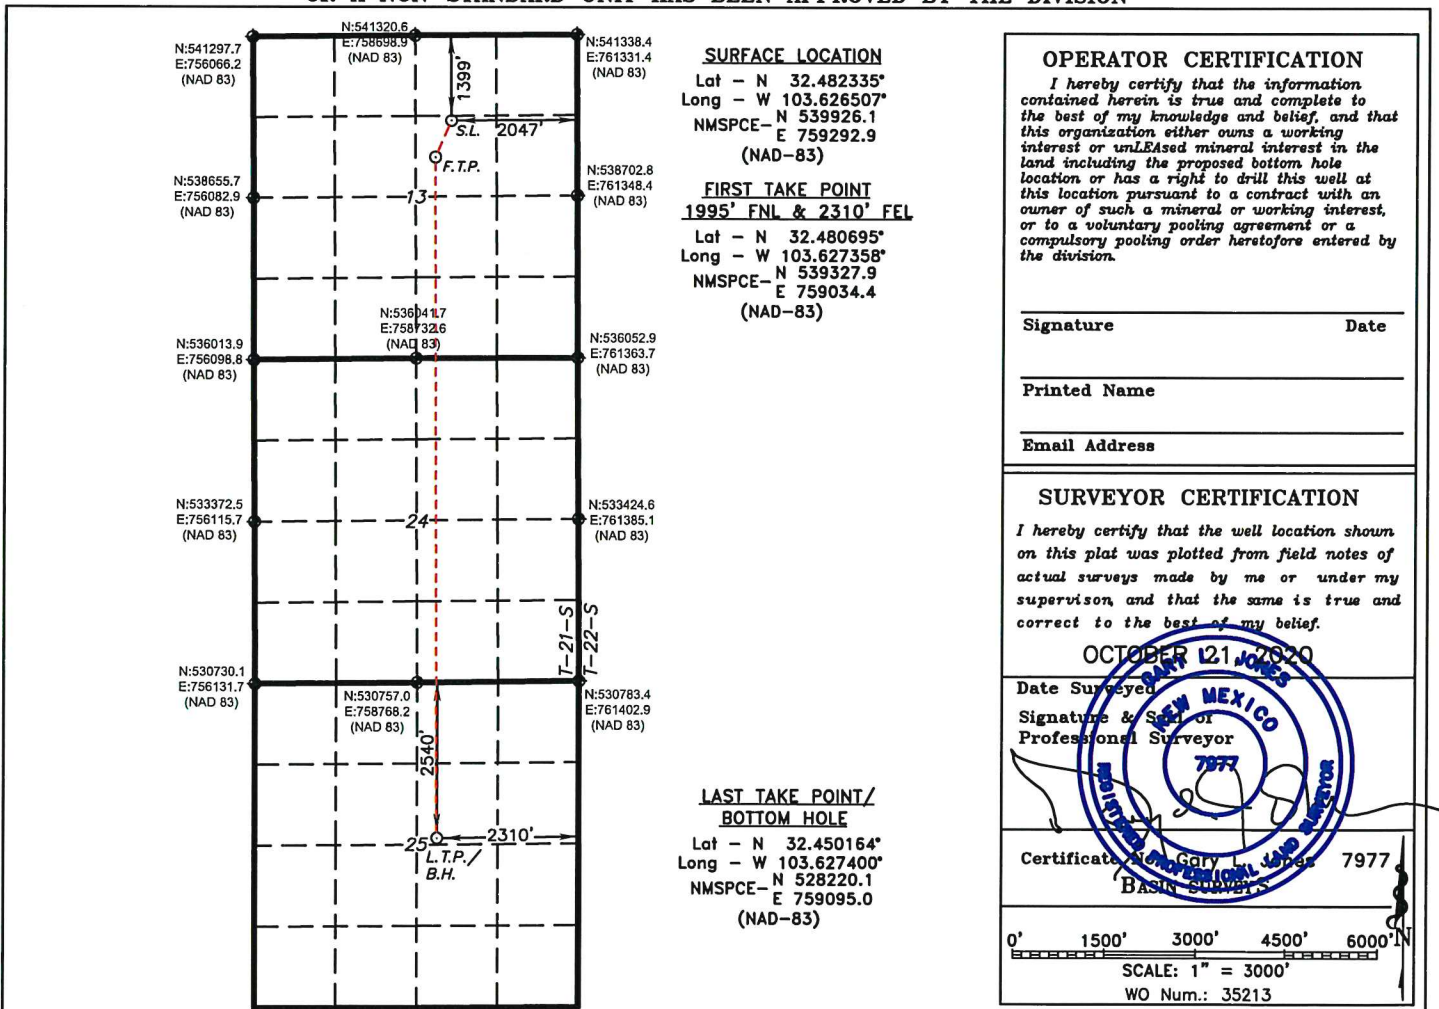 N:541297.7
E:756066.2
(NAD 83)
N:541320.6
E:758698.9
(NAD 83)
N:541338.4
E:761331.4
(NAD 83)
1399'
S.L.
2047'
F.T.P.
N:538655.7
E:756082.9
(NAD 83)
13
N:538702.8
E:761348.4
(NAD 83)
N:536013.9
E:756098.8
(NAD 83)
N:536041.7
E:758732.6
(NAD 83)
N:536052.9
E:761363.7
(NAD 83)
N:533372.5
E:756115.7
(NAD 83)
24
N:533424.6
E:761385.1
(NAD 83)
T-21-S
T-22-S
N:530730.1
E:756131.7
(NAD 83)
N:530757.0
E:758768.2
(NAD 83)
N:530783.4
E:761402.9
(NAD 83)
2540'
2310'
25
L.T.P./
B.H.
SURFACE LOCATION
Lat - N 32.482335°
Long - W 103.626507°
NMSPCE- N 539926.1
E 759292.9
(NAD-83)
FIRST TAKE POINT
1995' FNL & 2310' FEL
Lat - N 32.480695°
Long - W 103.627358°
NMSPCE- N 539327.9
E 759034.4
(NAD-83)
LAST TAKE POINT/
BOTTOM HOLE
Lat - N 32.450164°
Long - W 103.627400°
NMSPCE- N 528220.1
E 759095.0
(NAD-83)
OPERATOR CERTIFICATION
I hereby certify that the information
contained herein is true and complete to
the best of my knowledge and belief, and that
this organization either owns a working
interest or unLEAsed mineral interest in the
land including the proposed bottom hole
location or has a right to drill this well at
this location pursuant to a contract with an
owner of such a mineral or working interest,
or to a voluntary pooling agreement or a
compulsory pooling order heretofore entered by
the division.
Signature Date
Printed Name
Email Address
SURVEYOR CERTIFICATION
I hereby certify that the well location shown
on this plat was plotted from field notes of
actual surveys made by me or under my
supervison, and that the same is true and
correct to the best of my belief.
OCTOBER 21, 2020
Date Surveyed
Signature & Seal of
Professional Surveyor
GARY L. JONES
NEW MEXICO
7977
REGISTERED PROFESSIONAL LAND SURVEYOR
Certificate No. Gary L. Jones 7977
BASIN SURVEYS
0' 1500' 3000' 4500' 6000'
N
SCALE: 1" = 3000'
WO Num.: 35213